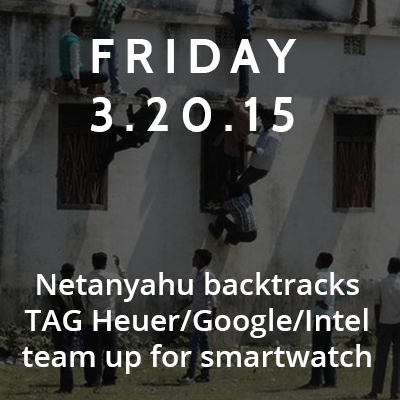 FRIDAY
3.20.15
Netanyahu backtracks
TAG Heuer/Google/Intel
team up for smartwatch